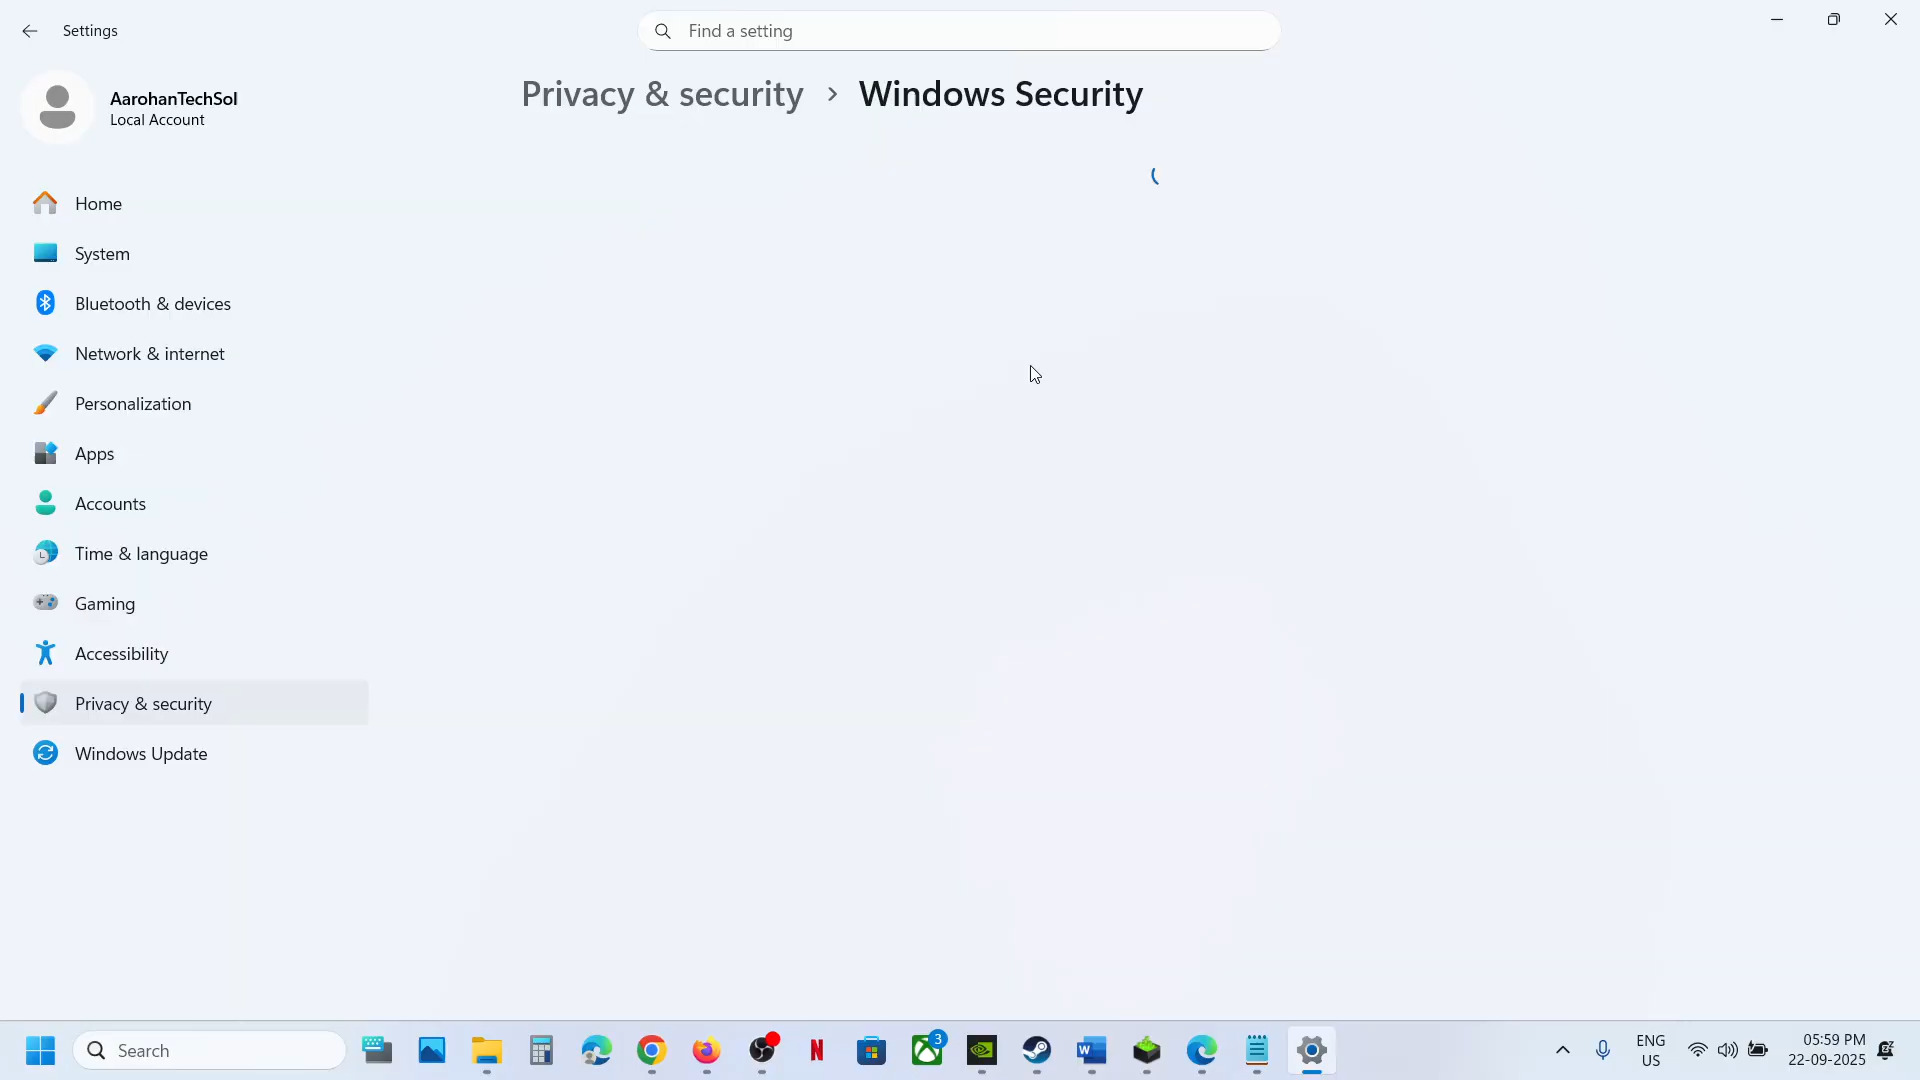 Settings
Find a setting
AarohanTechSol
Local Account
Privacy & security > Windows Security
Home
System
Bluetooth & devices
Network & internet
Personalization
Apps
Accounts
Time & language
Gaming
Accessibility
Privacy & security
Windows Update
Search
N
3
W
ENG
US
05:59 PM
22-09-2025